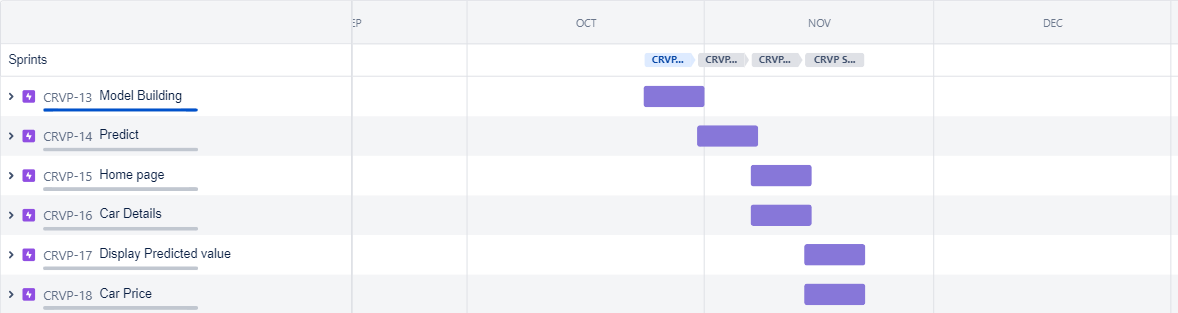 EP OCT NOV DEC
Sprints CRVP... CRVP... CRVP... CRVP S...
CRVP-13 Model Building
CRVP-14 Predict
CRVP-15 Home page
CRVP-16 Car Details
CRVP-17 Display Predicted value
CRVP-18 Car Price